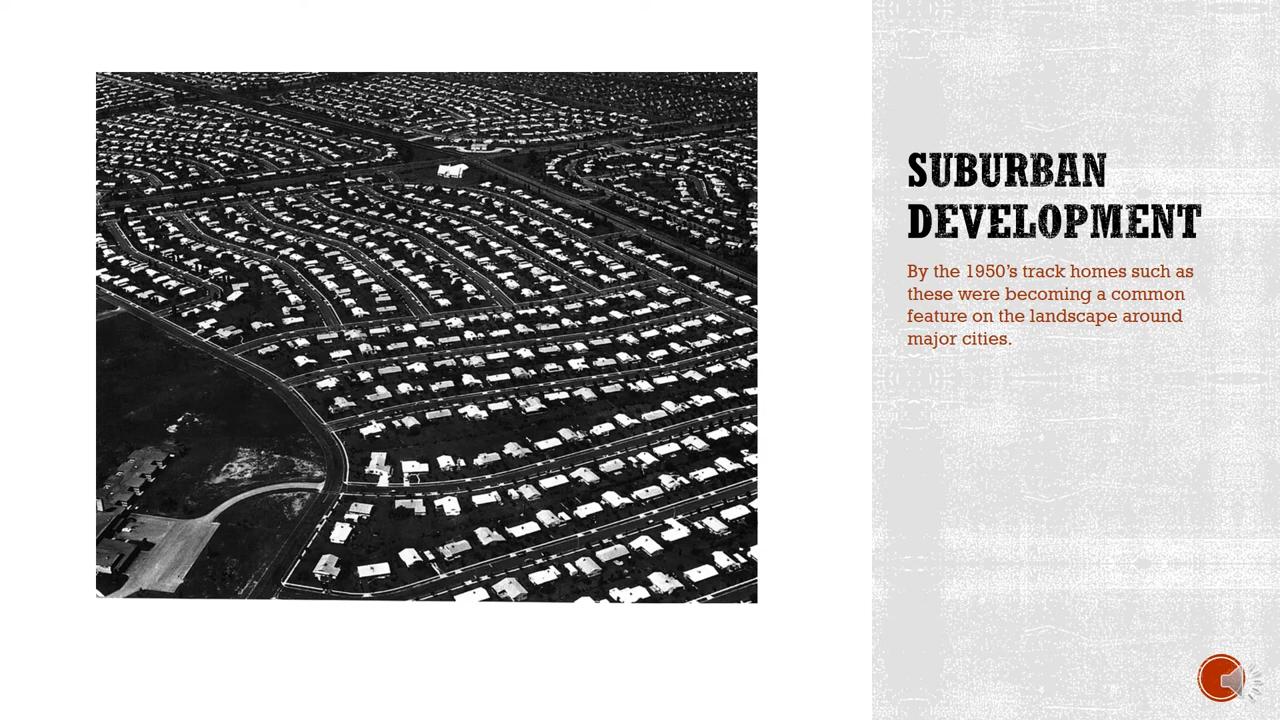 SUBURBAN
DEVELOPMENT
By the 1950’s track homes such as
these were becoming a common
feature on the landscape around
major cities.